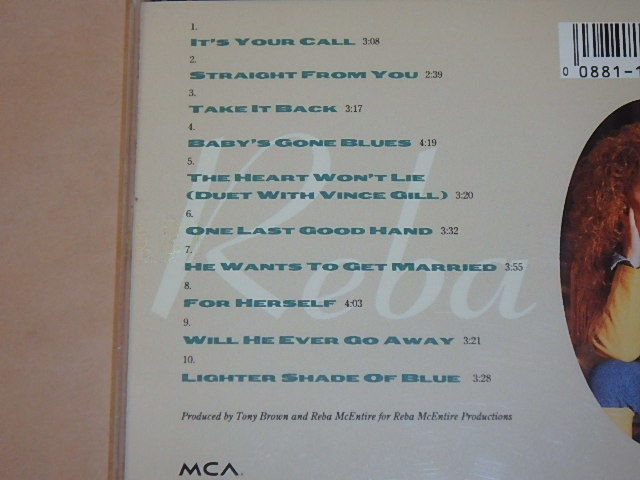 1.
IT'S YOUR CALL 3:08
2.
STRAIGHT FROM YOU 2:39
3.
TAKE IT BACK 3:17
4.
BABY'S GONE BLUES 4:19
5.
THE HEART WON'T LIE
(DUET WITH VINCE GILL) 3:20
6.
ONE LAST GOOD HAND 3:32
7.
HE WANTS TO GET MARRIED 3:55
8.
FOR HERSELF 4:03
9.
WILL HE EVER GO AWAY 3:21
10.
LIGHTER SHADE OF BLUE 3:28
Reba
Produced by Tony Brown and Reba McEntire for Reba McEntire Productions
MCA
0 0881-1